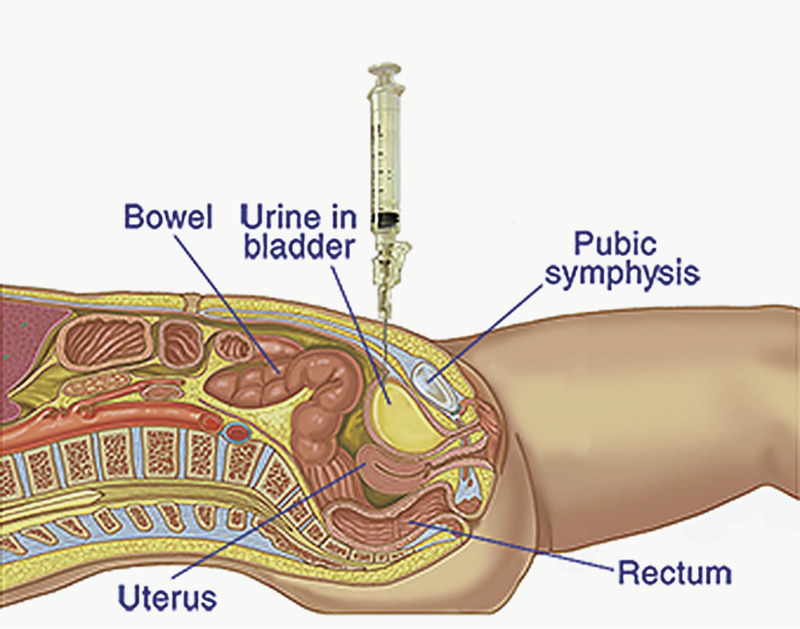 Bowel
Urine in
bladder
Pubic
symphysis
Uterus
Rectum